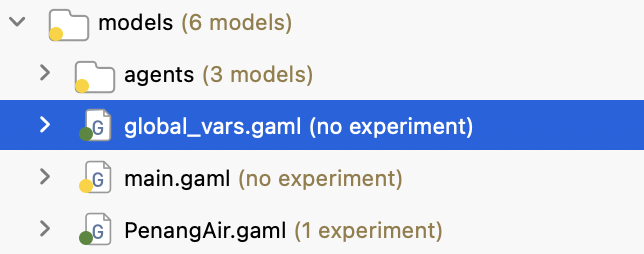 models (6 models)
agents (3 models)
global_vars.gaml (no experiment)
main.gaml (no experiment)
PenangAir.gaml (1 experiment)